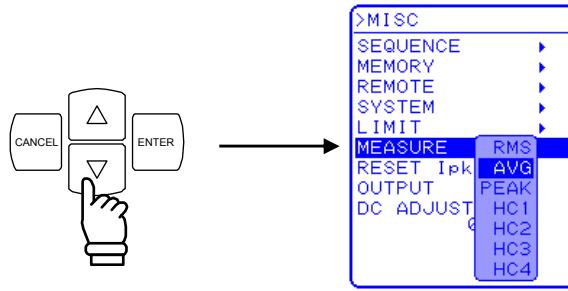 CANCEL
ENTER
>MISC
SEQUENCE
MEMORY
REMOTE
SYSTEM
LIMIT
MEASURE RMS
RESET Ipk AVG
OUTPUT PEAK
DC ADJUST HC1
HC2
HC3
HC4